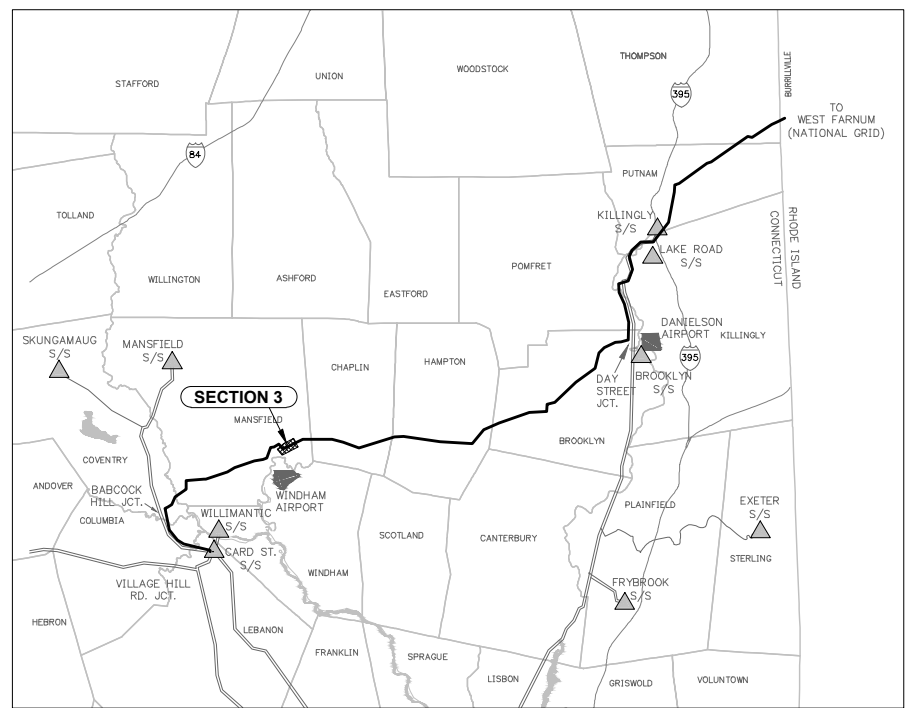 STAFFORD
UNION
WOODSTOCK
THOMPSON
395
BURRILLVILLE
TO
WEST FARNUM
(NATIONAL GRID)
84
PUTNAM
TOLLAND
KILLINGLY
S/S
RHODE ISLAND
CONNECTICUT
LAKE ROAD
S/S
WILLINGTON
ASHFORD
POMFRET
EASTFORD
DANIELSON
AIRPORT
KILLINGLY
SKUNGAMAUG
S/S
MANSFIELD
S/S
395
CHAPLIN
HAMPTON
DAY
STREET
JCT.
BROOKLYN
S/S
SECTION 3
MANSFIELD
BROOKLYN
COVENTRY
ANDOVER
BABCOCK
HILL JCT.
COLUMBIA
WINDHAM
AIRPORT
PLAINFIELD
EXETER
S/S
WILLIMANTIC
S/S
SCOTLAND
CANTERBURY
CARD ST.
S/S
STERLING
WINDHAM
VILLAGE HILL
RD. JCT.
FRYBROOK
S/S
HEBRON
LEBANON
FRANKLIN
SPRAGUE
LISBON
GRISWOLD
VOLUNTOWN